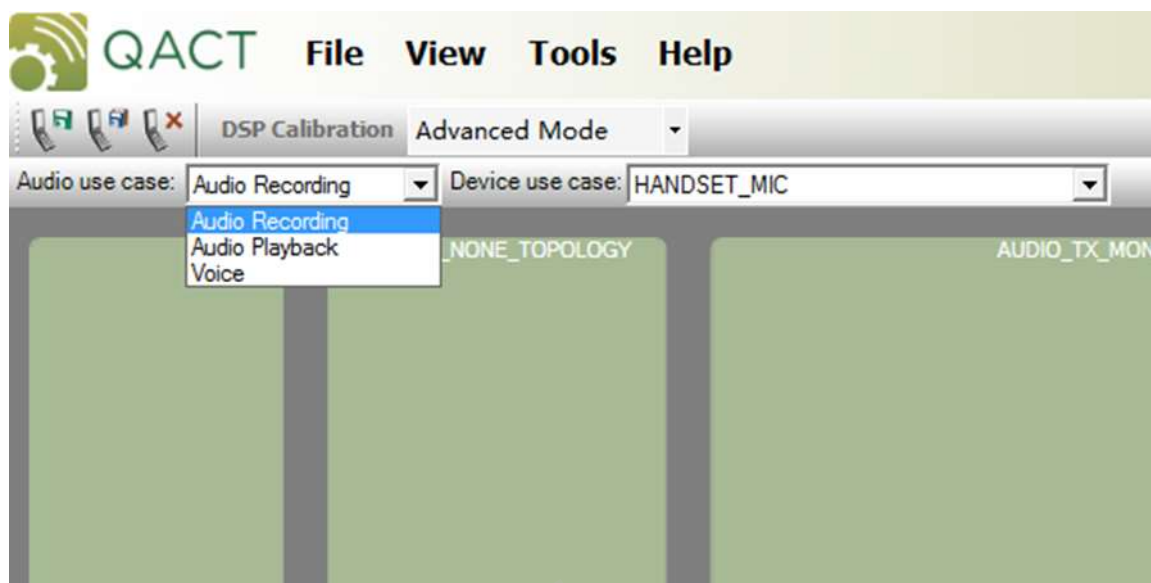 QACT File View Tools Help
DSP Calibration Advanced Mode
Audio use case: Audio Recording Device use case: HANDSET_MIC
Audio Recording
Audio Playback
Voice
_NONE_TOPOLOGY
AUDIO_TX_MON